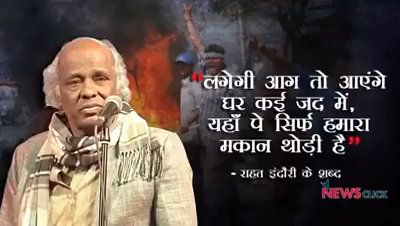 “लगेगी आग तो आएंगे
घर कई जद में,
यहाँ पे सिर्फ हमारा
मकान थोड़ी है”
- राहत इंदौरी के शब्द
NEWSCLICK